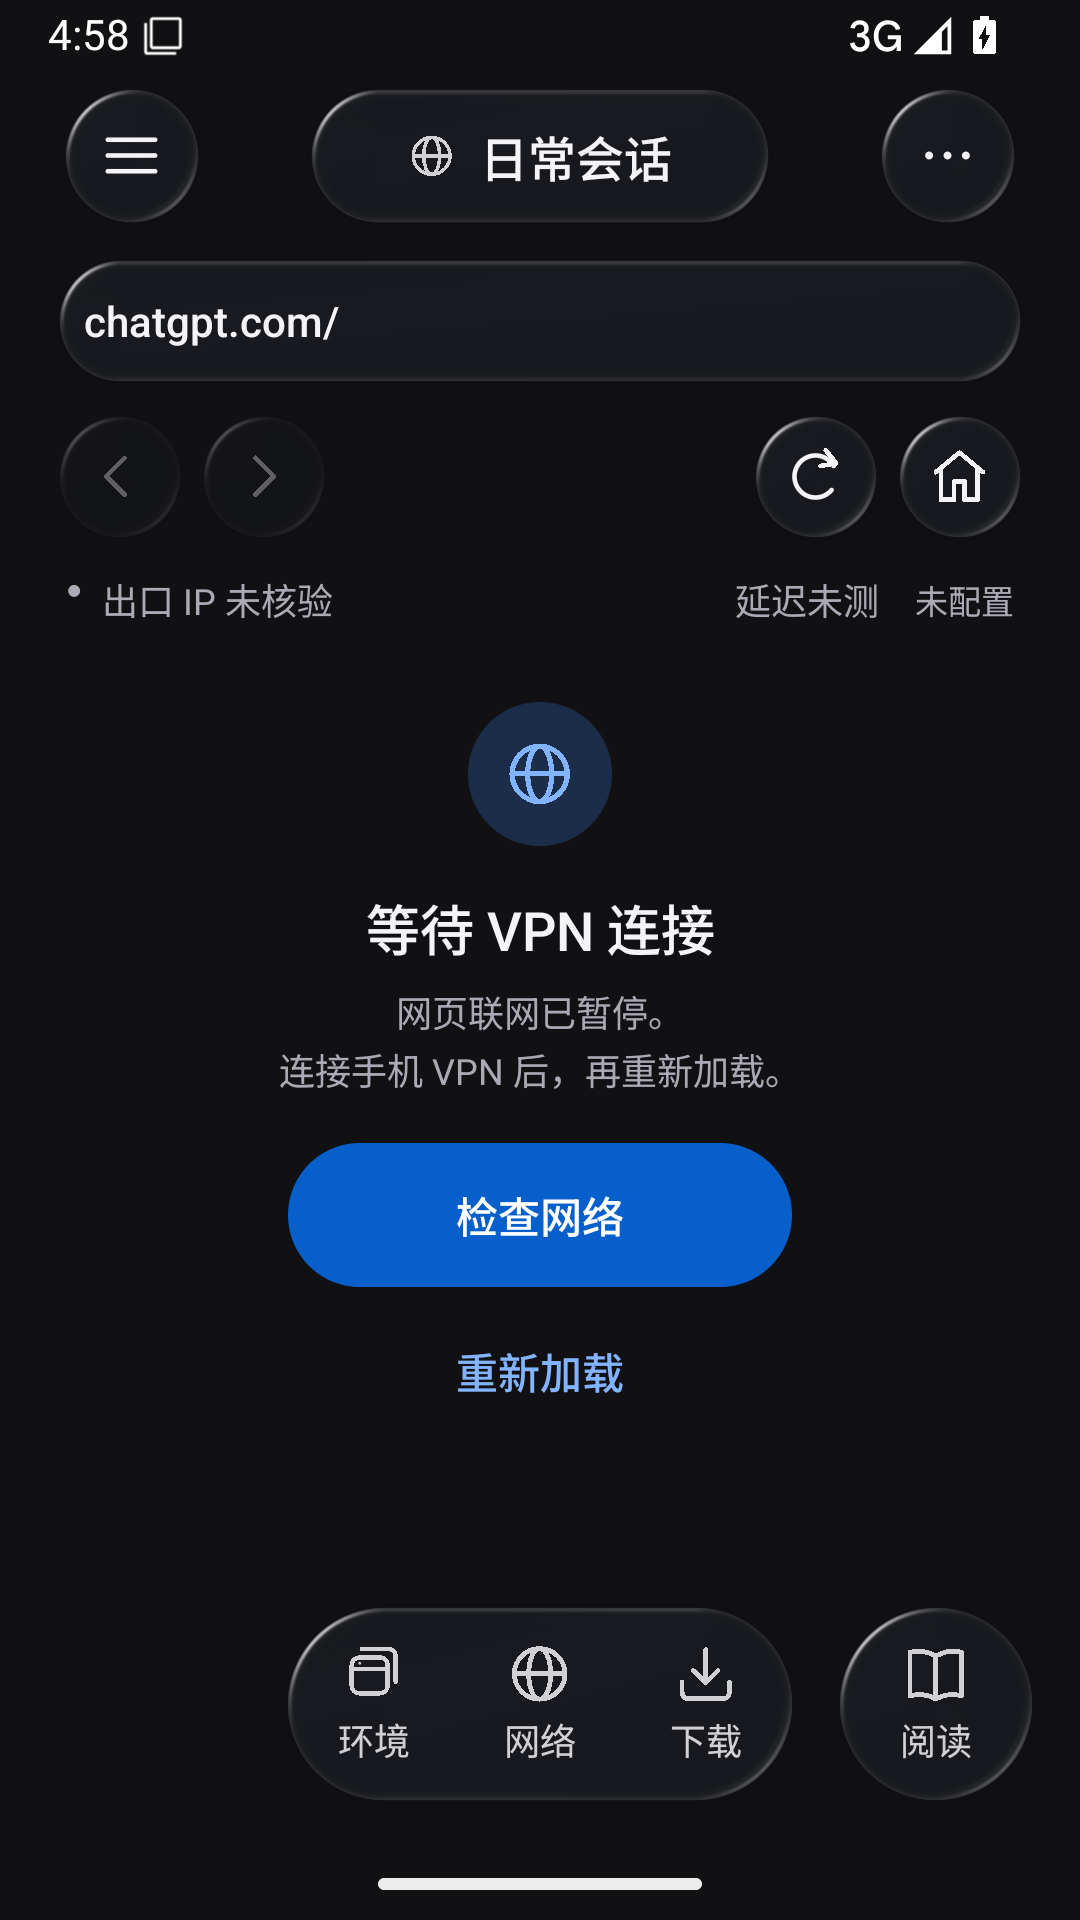 4:58
3G
日常会话
chatgpt.com/
出口 IP 未核验
延迟未测
未配置
等待 VPN 连接
网页联网已暂停。
连接手机 VPN 后，再重新加载。
检查网络
重新加载
环境
网络
下载
阅读